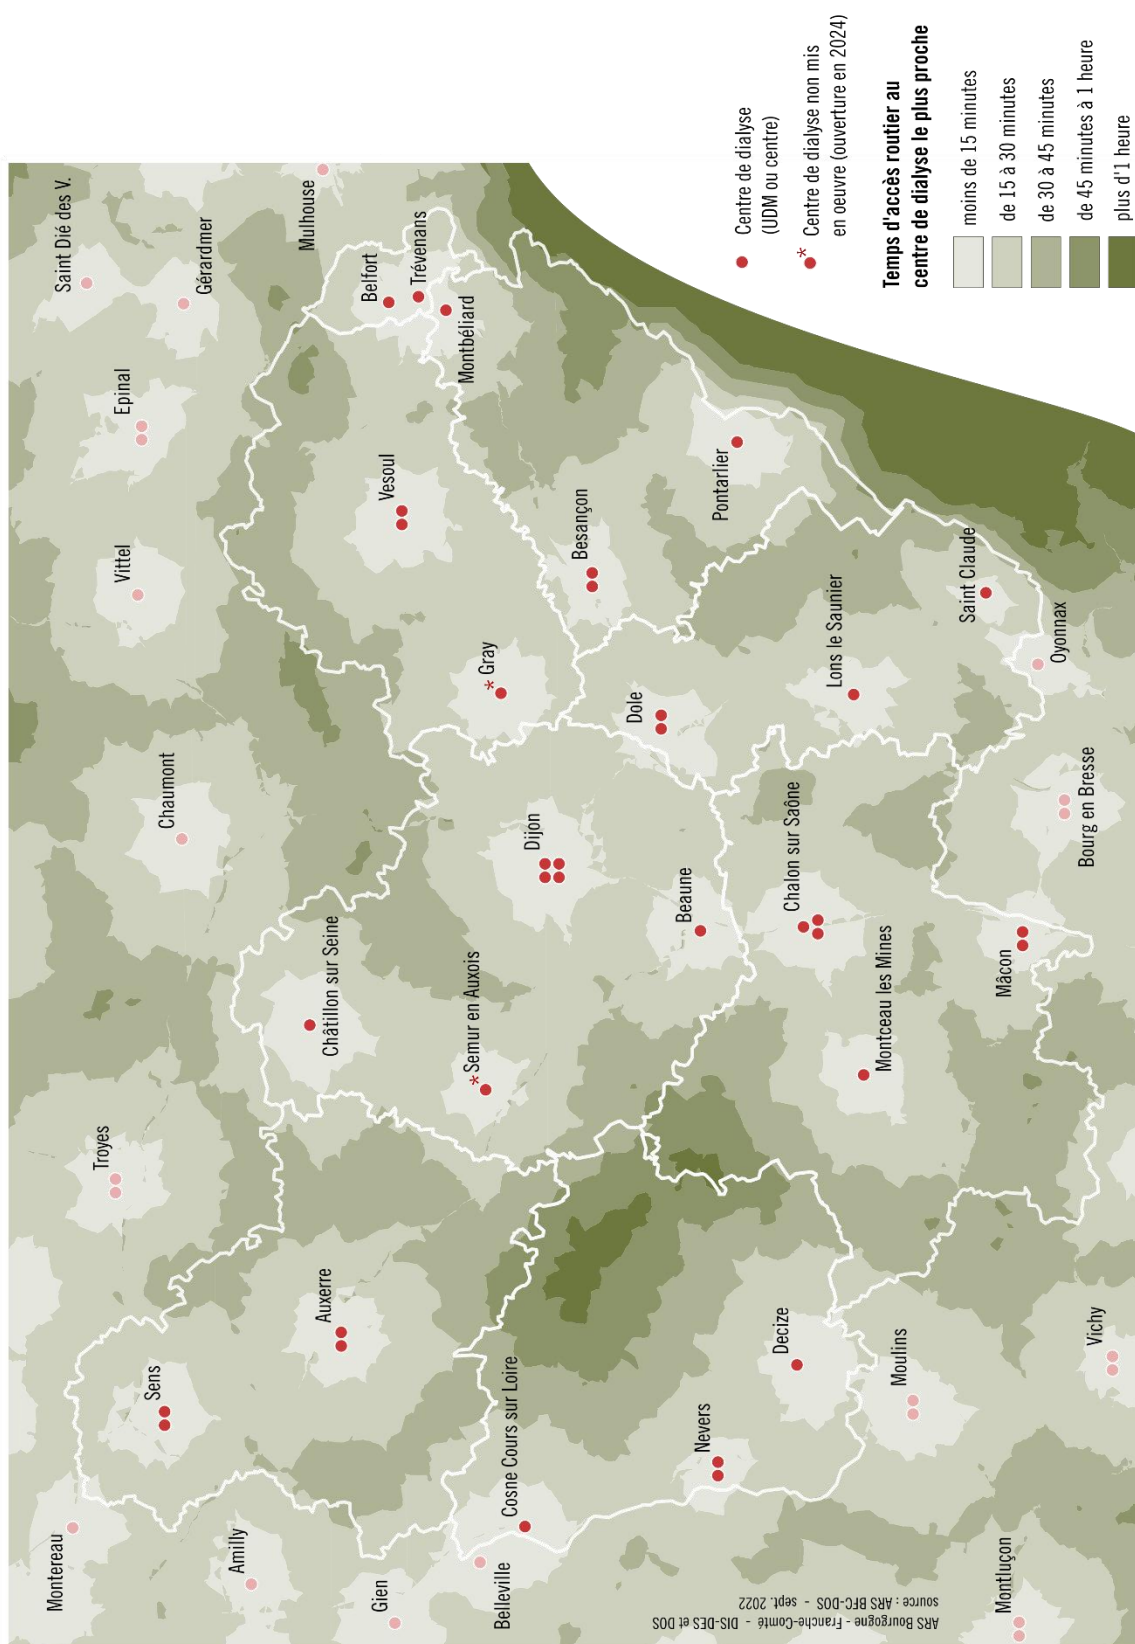 Saint Dié des V.
Gérardmer
Mulhouse
Epinal
Belfort
Trévenans
Montbéliard
Vittel
Vesoul
Besançon
Pontarlier
Chaumont
Gray
*
Dole
Lons le Saunier
Saint Claude
Oyonnax
Dijon
Beaune
Chalon sur Saône
Bourg en Bresse
Châtillon sur Seine
Semur en Auxois
*
Montceau les Mines
Mâcon
Troyes
Auxerre
Sens
Cosne Cours sur Loire
Nevers
Decize
Moulins
Vichy
Montereau
Amilly
Gien
Belleville
Montluçon
Centre de dialyse
(UDM ou centre)
* Centre de dialyse non mis
en oeuvre (ouverture en 2024)
Temps d'accès routier au
centre de dialyse le plus proche
moins de 15 minutes
de 15 à 30 minutes
de 30 à 45 minutes
de 45 minutes à 1 heure
plus d'1 heure
ARS Bourgogne - Franche-Comté - DIS-DES et DOS
source : ARS BFC-DOS - sept. 2022